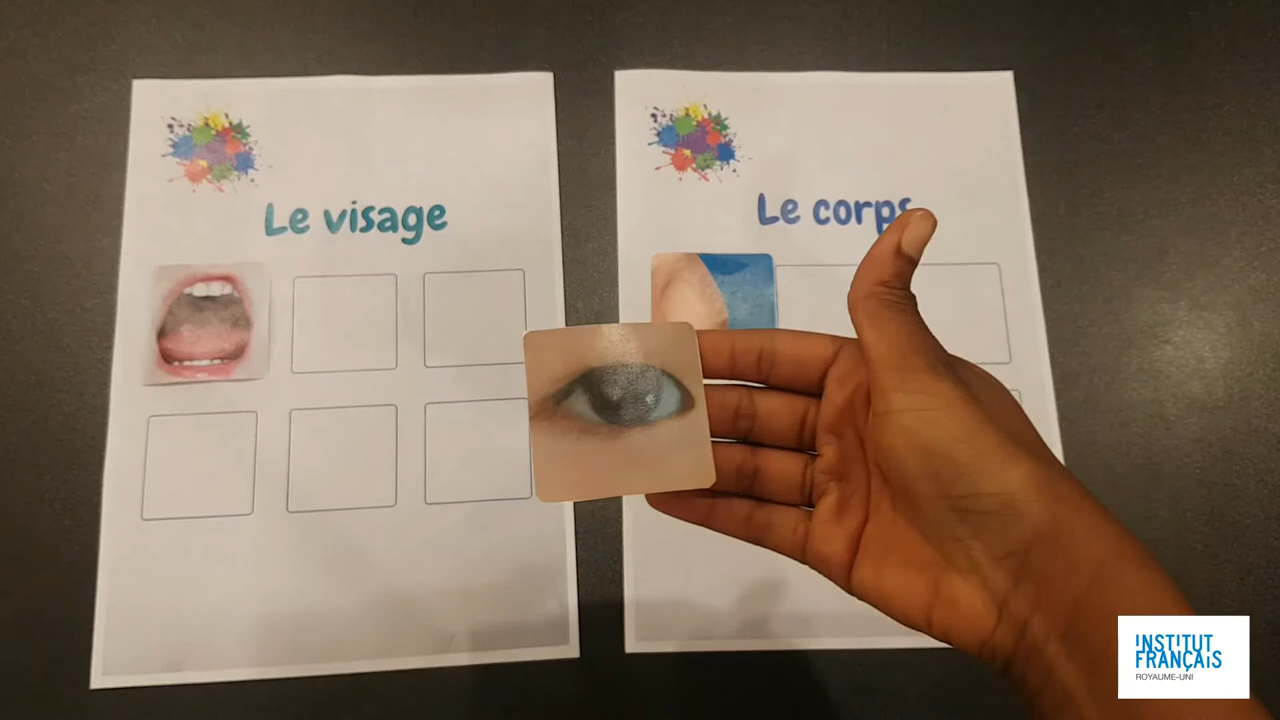 Le visage
Le corps
INSTITUT
FRANÇAIS
ROYAUME-UNI